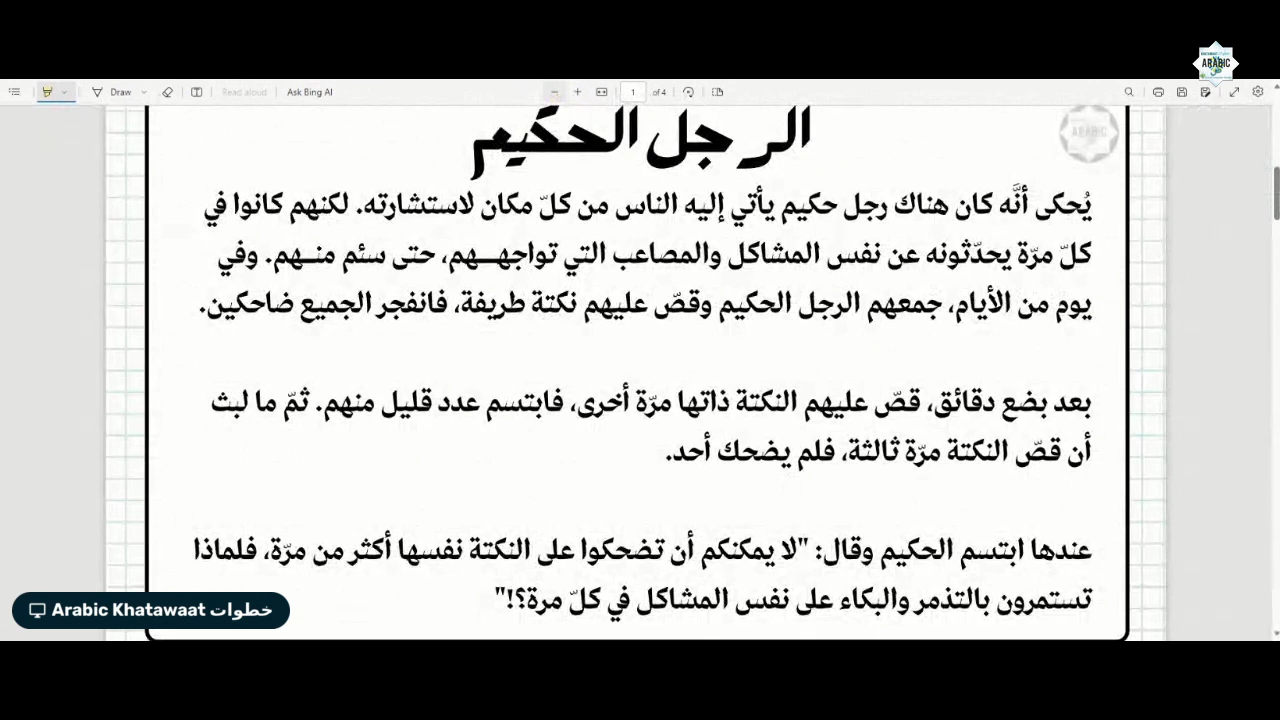 ARABIC
Draw
Read aloud
Ask Bing AI
1 of 4
ARABIC
الرجل الحكيم
يُحكى أنَّه كان هناك رجل حكيم يأتي إليه الناس من كلّ مكان لاستشارته. لكنهم كانوا في
كلّ مرّة يحدّثونه عن نفس المشاكل والمصاعب التي تواجههم، حتى سئم منهم. وفي
يوم من الأيام، جمعهم الرجل الحكيم وقصّ عليهم نكتة طريفة، فانفجر الجميع ضاحكين.
بعد بضع دقائق، قصّ عليهم النكتة ذاتها مرّة أخرى، فابتسم عدد قليل منهم. ثمّ ما لبث
أن قصّ النكتة مرّة ثالثة، فلم يضحك أحد.
عندها ابتسم الحكيم وقال: "لا يمكنكم أن تضحكوا على النكتة نفسها أكثر من مرّة، فلماذا
تستمرون بالتذمر والبكاء على نفس المشاكل في كلّ مرة؟!"
Arabic Khatawaat خطوات